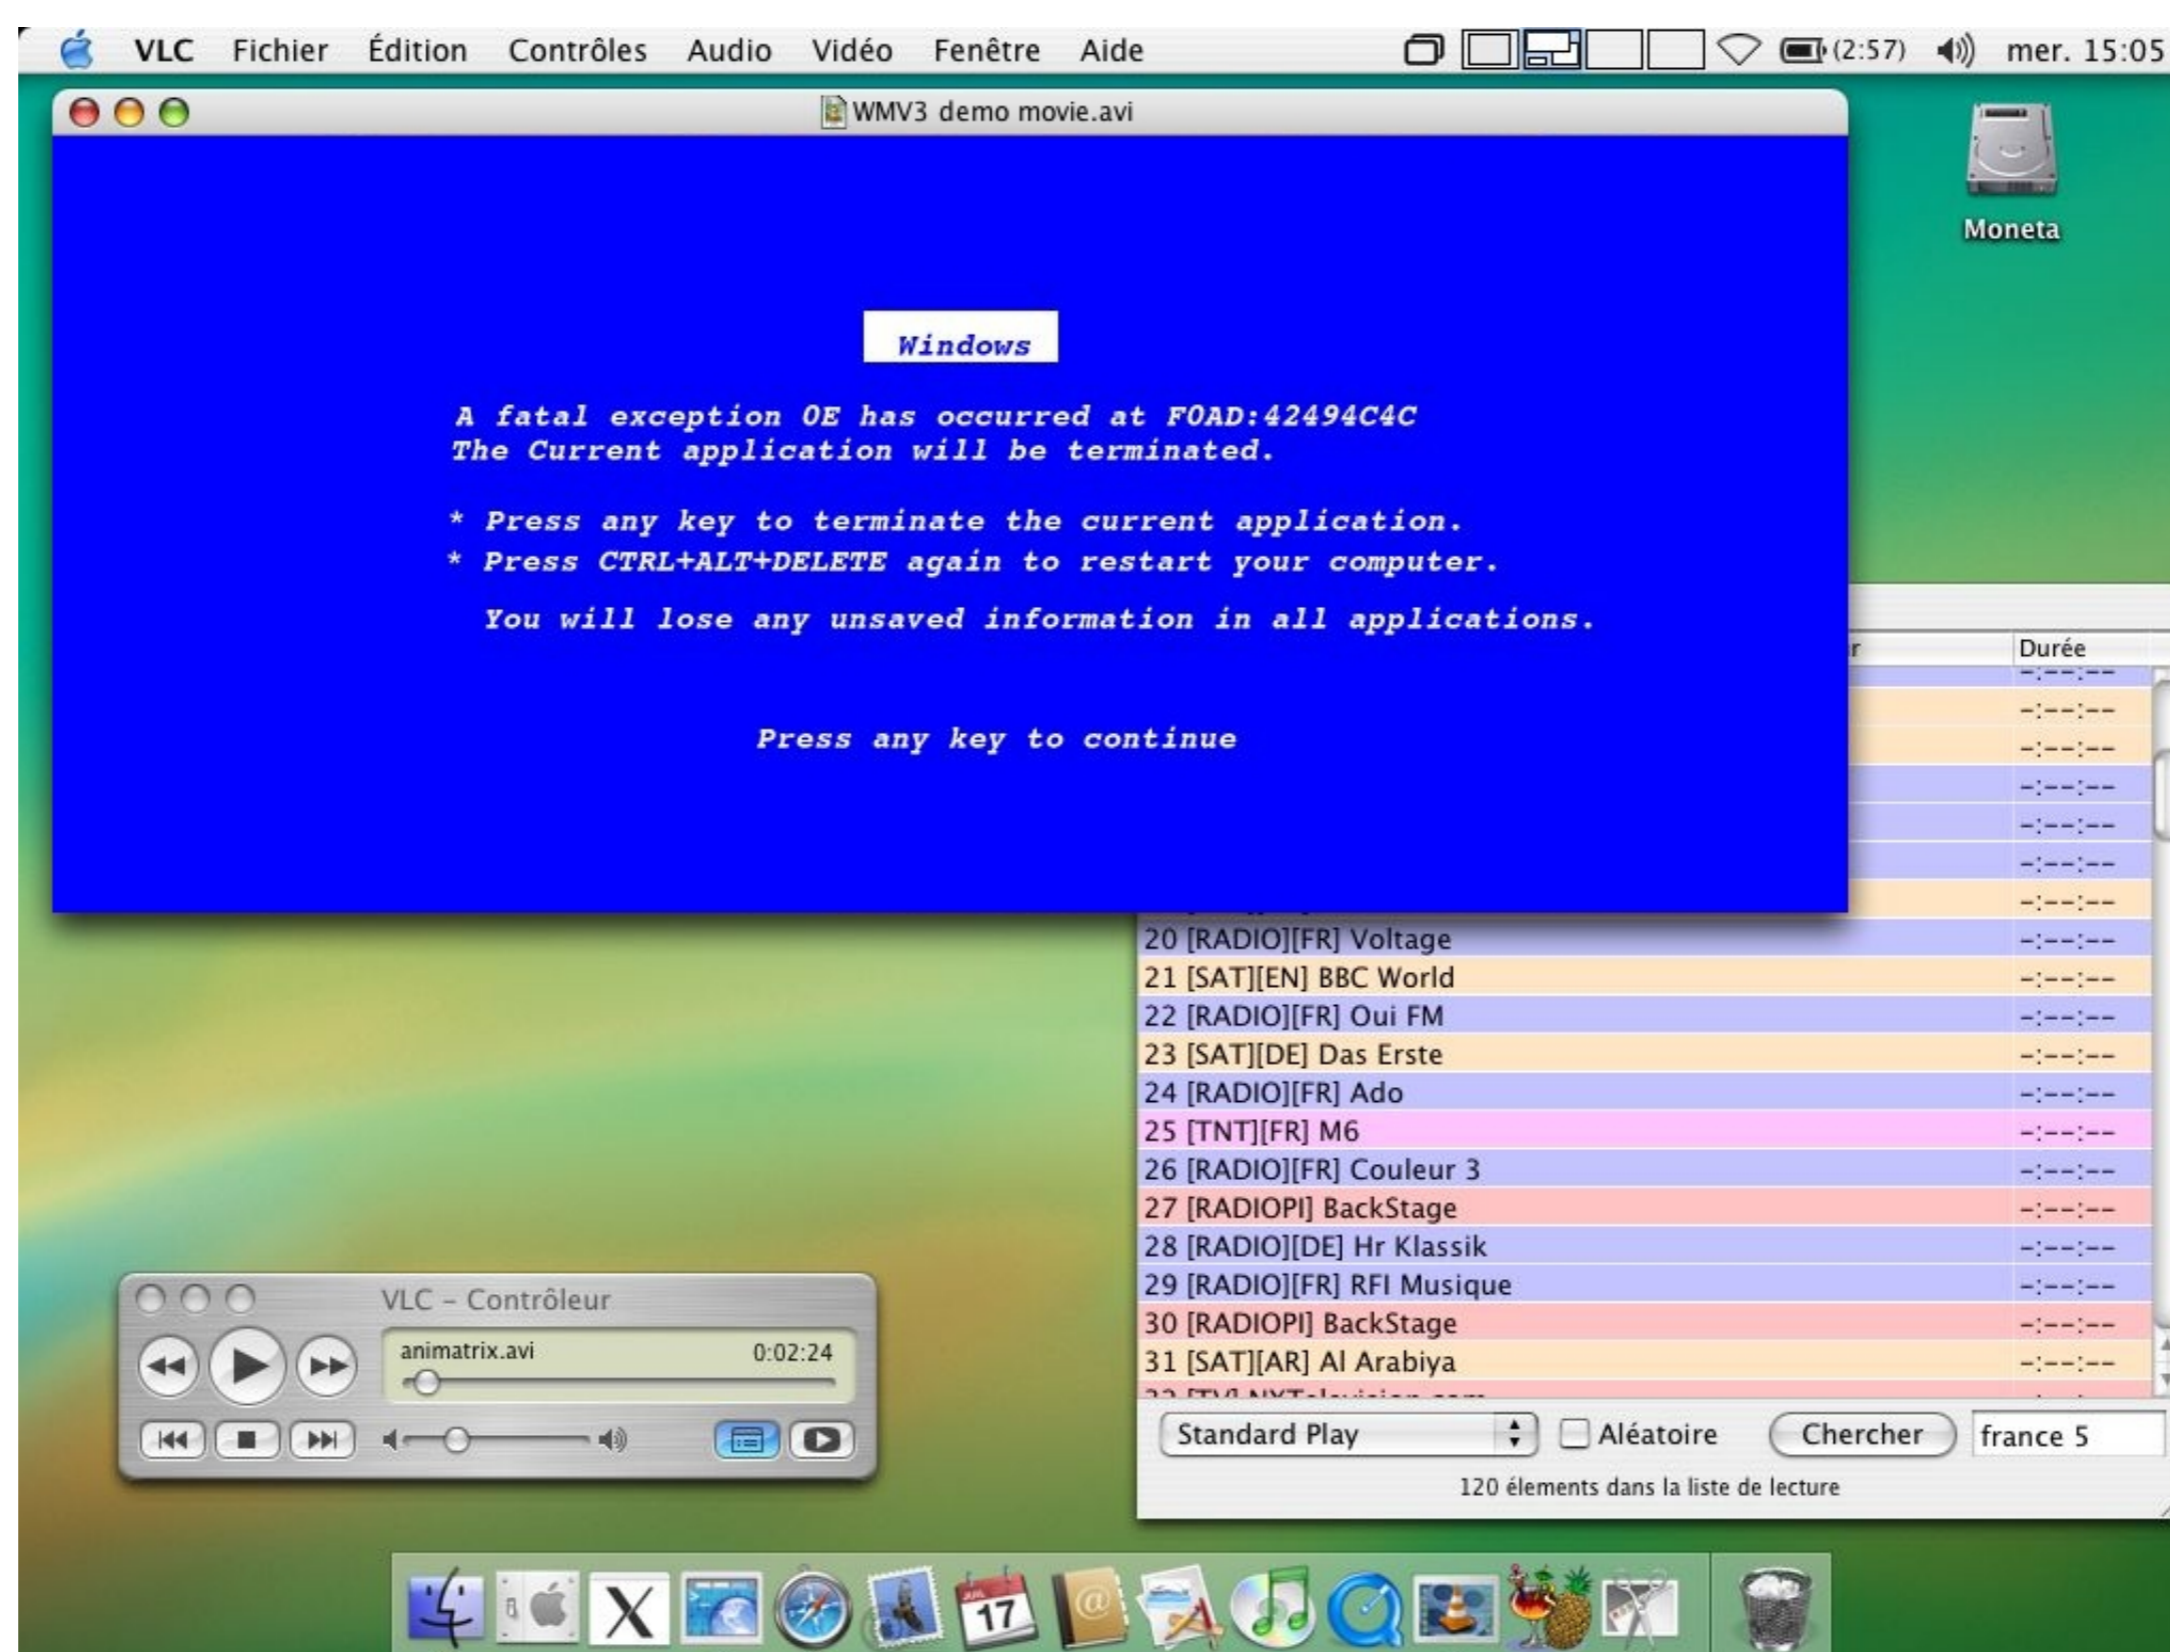 VLC Fichier Édition Contrôles Audio Vidéo Fenêtre Aide (2:57) mer. 15:05
WMV3 demo movie.avi
Moneta
Windows
A fatal exception 0E has occurred at F0AD:42494C4C
The Current application will be terminated.
* Press any key to terminate the current application.
* Press CTRL+ALT+DELETE again to restart your computer.
You will lose any unsaved information in all applications.
Press any key to continue
r Durée
-:--:--
-:--:--
-:--:--
-:--:--
-:--:--
-:--:--
-:--:--
20 [RADIO][FR] Voltage -:--:--
21 [SAT][EN] BBC World -:--:--
22 [RADIO][FR] Oui FM -:--:--
23 [SAT][DE] Das Erste -:--:--
24 [RADIO][FR] Ado -:--:--
25 [TNT][FR] M6 -:--:--
26 [RADIO][FR] Couleur 3 -:--:--
27 [RADIOPI] BackStage -:--:--
28 [RADIO][DE] Hr Klassik -:--:--
29 [RADIO][FR] RFI Musique -:--:--
30 [RADIOPI] BackStage -:--:--
31 [SAT][AR] Al Arabiya -:--:--
Standard Play Aléatoire Chercher france 5
120 élements dans la liste de lecture
VLC – Contrôleur
animatrix.avi 0:02:24
JUL
17
@